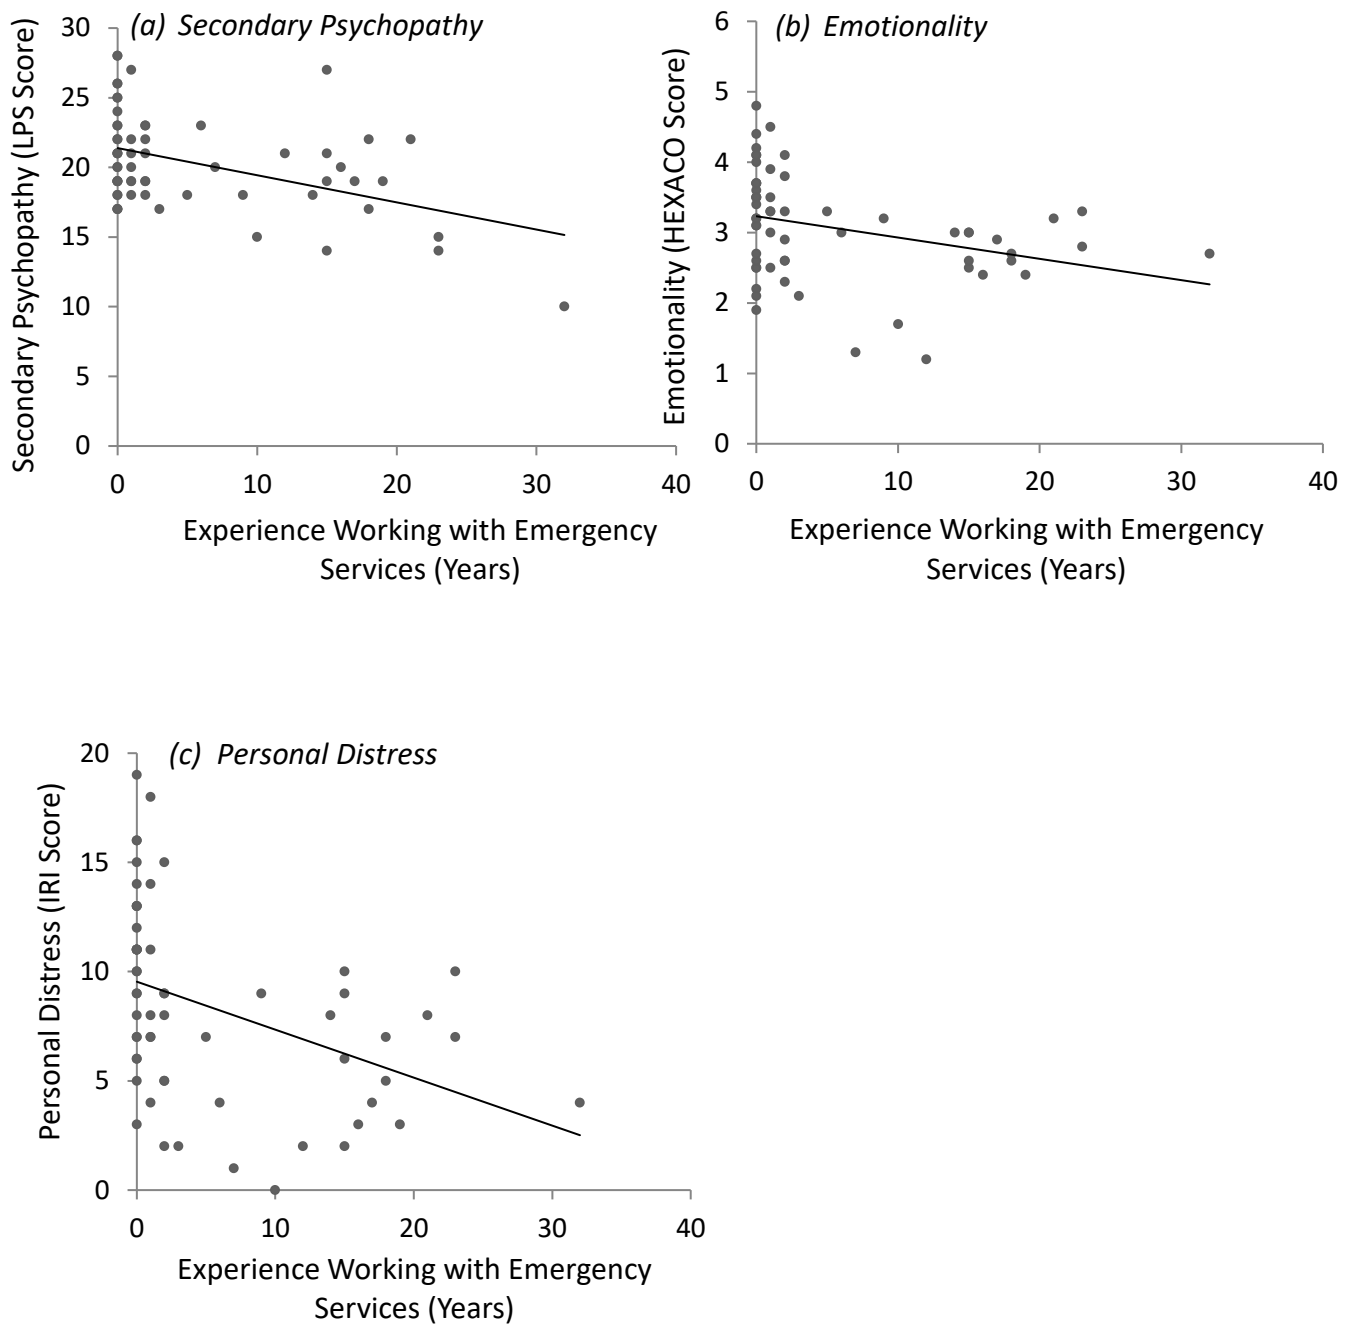 (a) Secondary Psychopathy
Secondary Psychopathy (LPS Score)
30
25
20
15
10
5
0
0 10 20 30 40
Experience Working with Emergency
Services (Years)
(b) Emotionality
Emotionality (HEXACO Score)
6
5
4
3
2
1
0
0 10 20 30 40
Experience Working with Emergency
Services (Years)
(c) Personal Distress
Personal Distress (IRI Score)
20
15
10
5
0
0 10 20 30 40
Experience Working with Emergency
Services (Years)